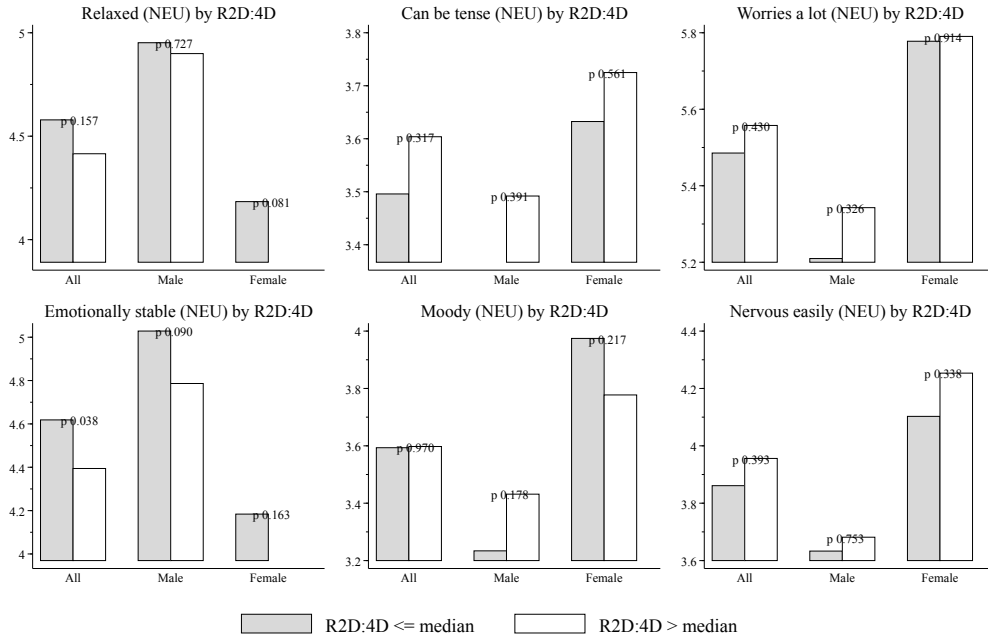 Relaxed (NEU) by R2D:4D
5
4.5
4
p 0.157
p 0.727
p 0.081
All
Male
Female
Can be tense (NEU) by R2D:4D
3.8
3.7
3.6
3.5
3.4
p 0.317
p 0.391
p 0.561
All
Male
Female
Worries a lot (NEU) by R2D:4D
5.8
5.6
5.4
5.2
p 0.430
p 0.326
p 0.914
All
Male
Female
Emotionally stable (NEU) by R2D:4D
5
4.8
4.6
4.4
4.2
4
p 0.038
p 0.090
p 0.163
All
Male
Female
Moody (NEU) by R2D:4D
4
3.8
3.6
3.4
3.2
p 0.970
p 0.178
p 0.217
All
Male
Female
Nervous easily (NEU) by R2D:4D
4.4
4.2
4
3.8
3.6
p 0.393
p 0.753
p 0.338
All
Male
Female
R2D:4D <= median
R2D:4D > median